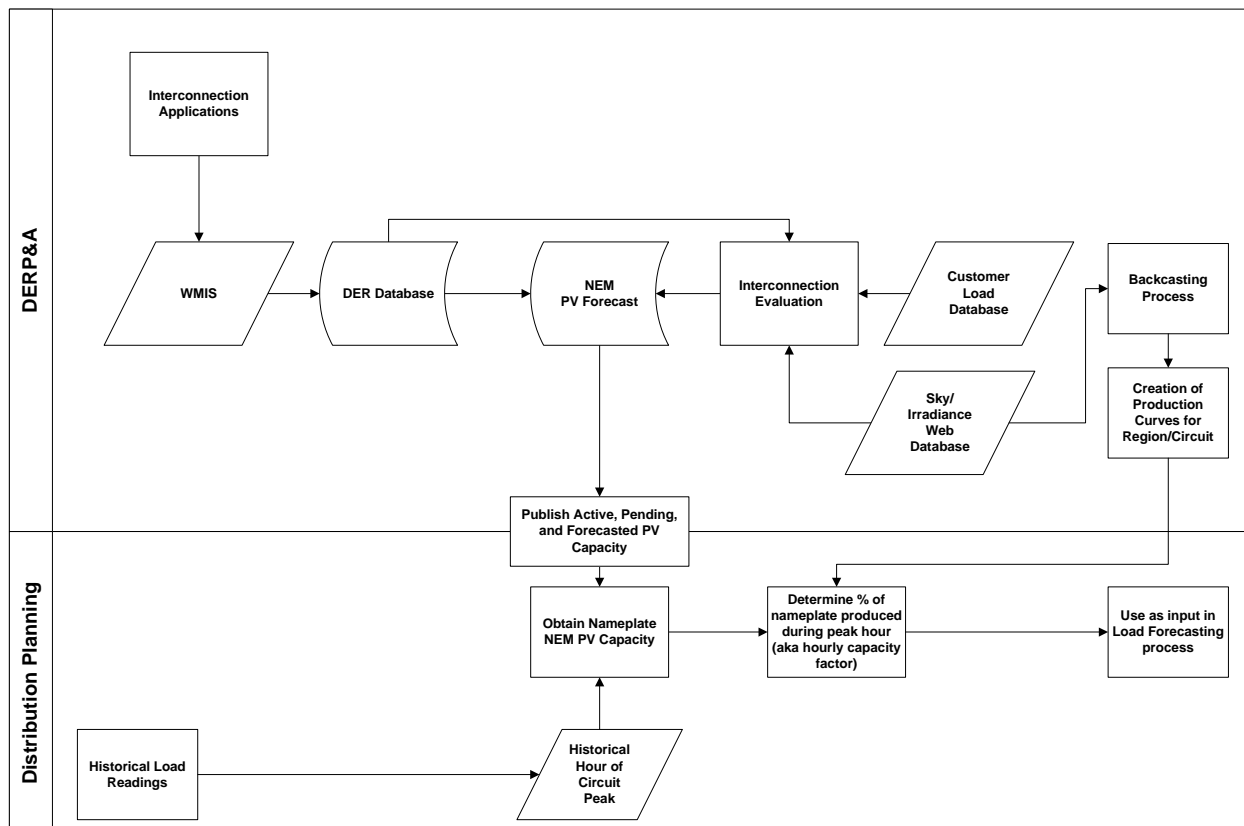 DERP&A
Interconnection
Applications
WMIS
DER Database
NEM
PV Forecast
Interconnection
Evaluation
Customer
Load
Database
Backcasting
Process
Sky/
Irradiance
Web
Database
Creation of
Production
Curves for
Region/Circuit
Publish Active, Pending,
and Forecasted PV
Capacity
Distribution Planning
Obtain Nameplate
NEM PV Capacity
Determine % of
nameplate produced
during peak hour
(aka hourly capacity
factor)
Use as input in
Load Forecasting
process
Historical Load
Readings
Historical
Hour of
Circuit
Peak